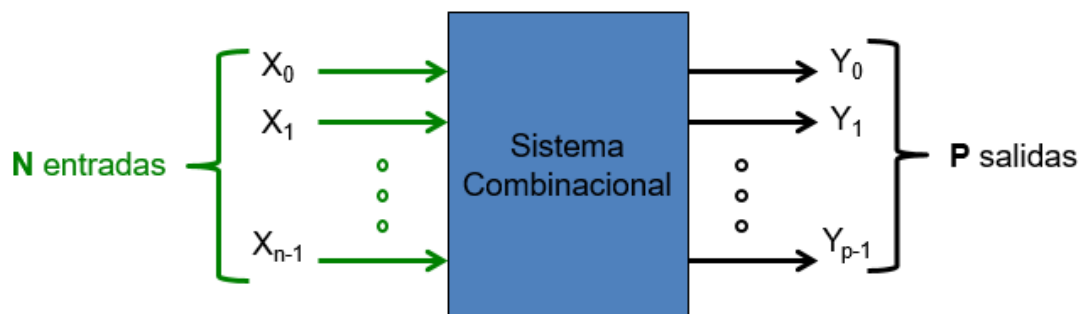 N entradas
X₀
X₁
Xₙ₋₁
Sistema
Combinacional
Y₀
Y₁
Yₚ₋₁
P salidas